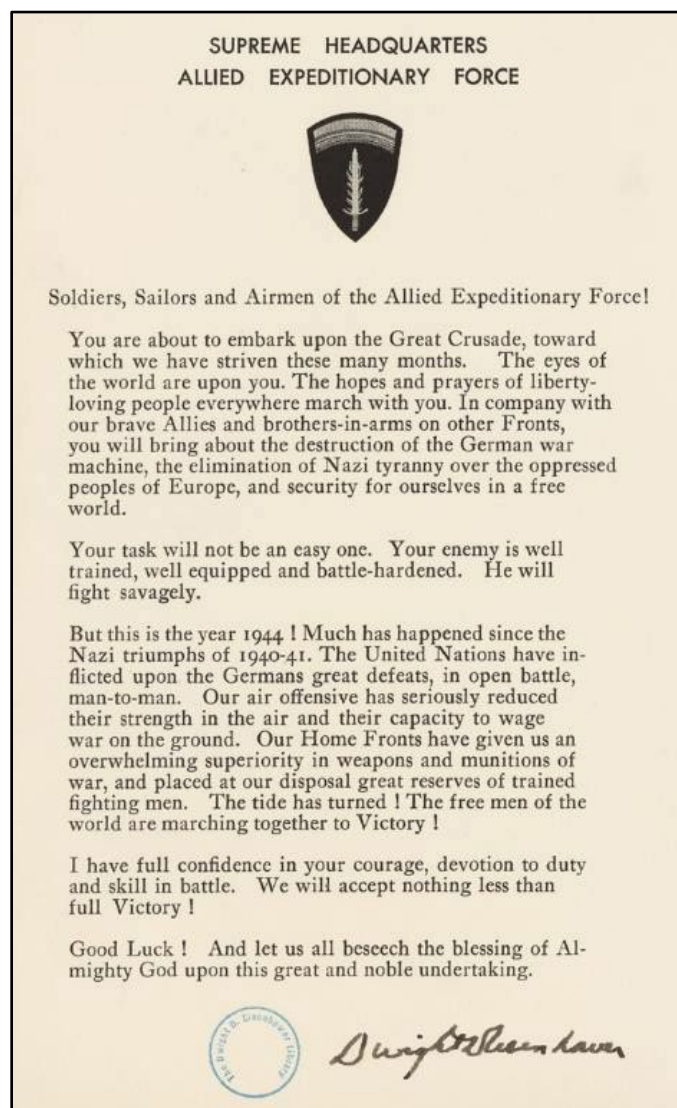 SUPREME HEADQUARTERS
ALLIED EXPEDITIONARY FORCE
Soldiers, Sailors and Airmen of the Allied Expeditionary Force!
You are about to embark upon the Great Crusade, toward
which we have striven these many months. The eyes of
the world are upon you. The hopes and prayers of liberty-
loving people everywhere march with you. In company with
our brave Allies and brothers-in-arms on other Fronts,
you will bring about the destruction of the German war
machine, the elimination of Nazi tyranny over the oppressed
peoples of Europe, and security for ourselves in a free
world.
Your task will not be an easy one. Your enemy is well
trained, well equipped and battle-hardened. He will
fight savagely.
But this is the year 1944 ! Much has happened since the
Nazi triumphs of 1940-41. The United Nations have in-
flicted upon the Germans great defeats, in open battle,
man-to-man. Our air offensive has seriously reduced
their strength in the air and their capacity to wage
war on the ground. Our Home Fronts have given us an
overwhelming superiority in weapons and munitions of
war, and placed at our disposal great reserves of trained
fighting men. The tide has turned ! The free men of the
world are marching together to Victory !
I have full confidence in your courage, devotion to duty
and skill in battle. We will accept nothing less than
full Victory !
Good Luck ! And let us all beseech the blessing of Al-
mighty God upon this great and noble undertaking.
The Dwight D. Eisenhower Library
Dwight D Eisenhower